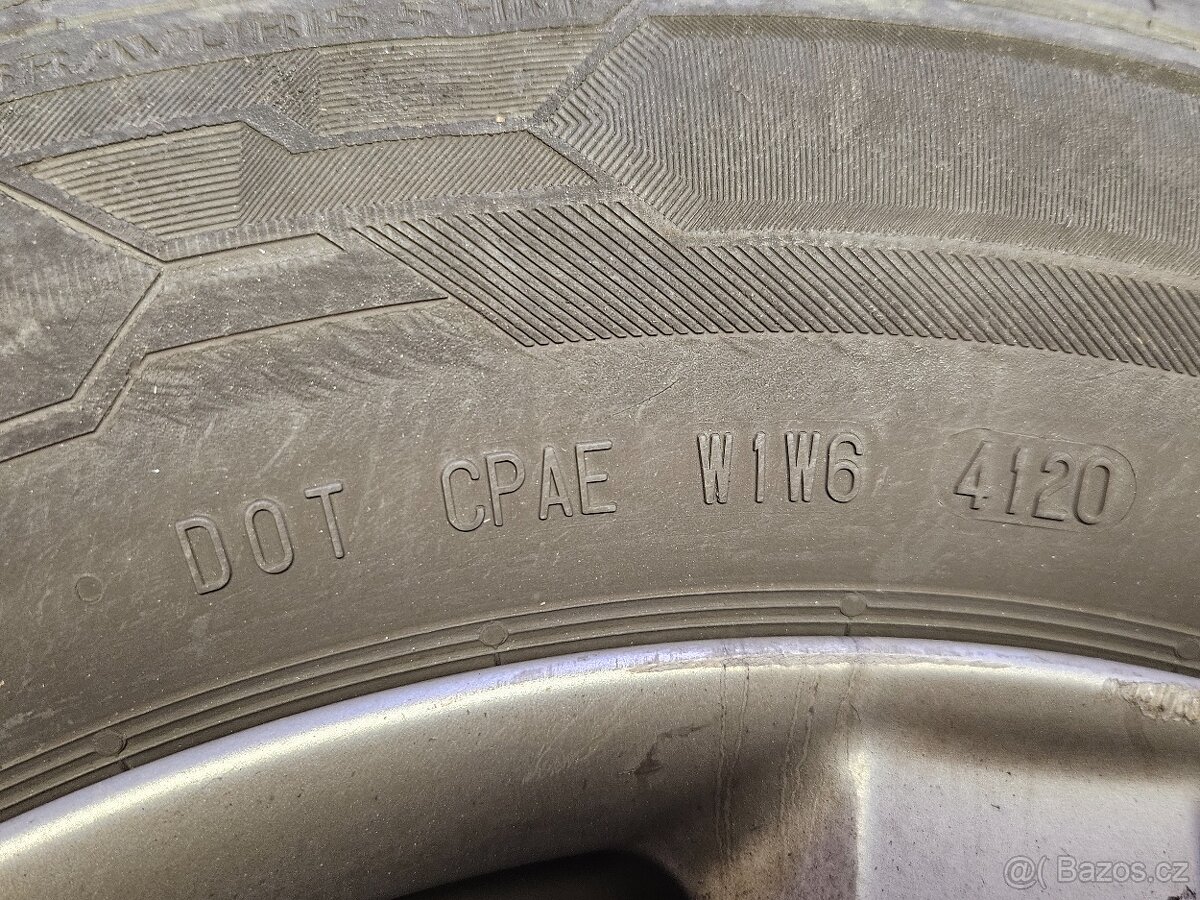 DOT CPAE W1W6 4120
@( Bazos.cz